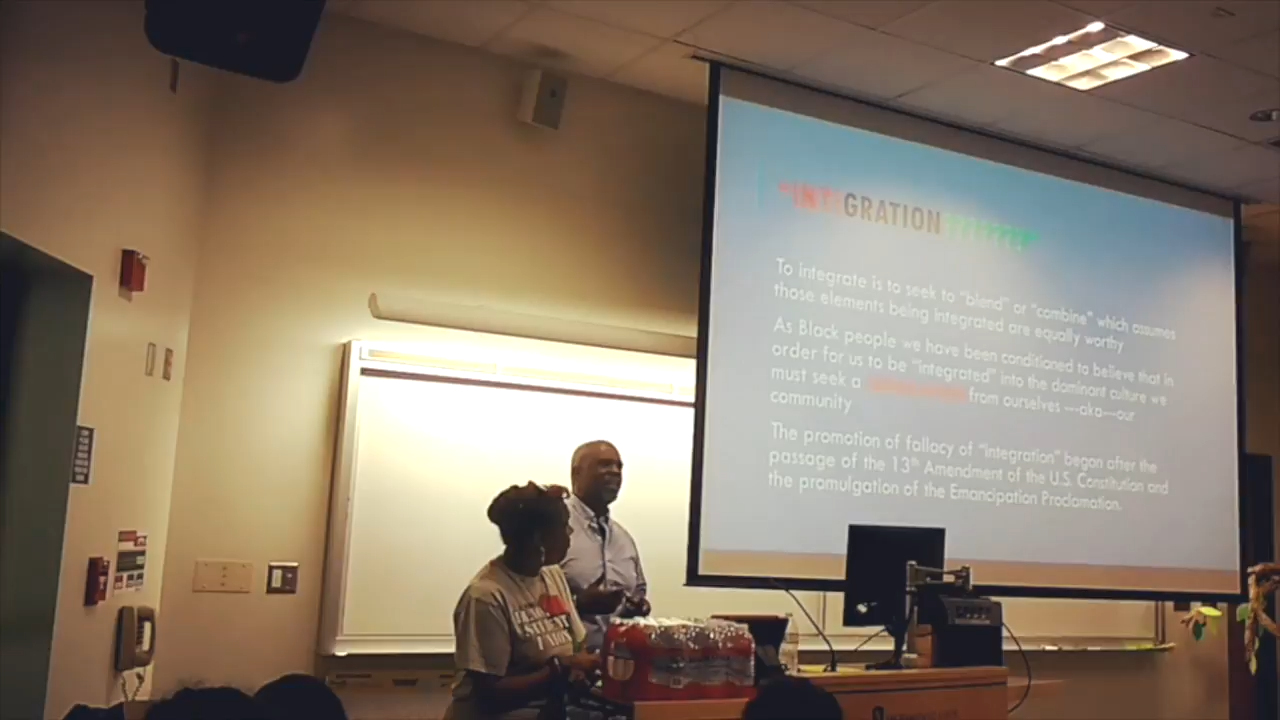 "INTEGRATION???????"
To integrate is to seek to "blend" or "combine" which assumes
those elements being integrated are equally worthy
As Black people we have been conditioned to believe that in
order for us to be "integrated" into the dominant culture we
must seek a from ourselves ---aka---our
community
The promotion of fallacy of "integration" began after the
passage of the 13th Amendment of the U.S. Constitution and
the promulgation of the Emancipation Proclamation.